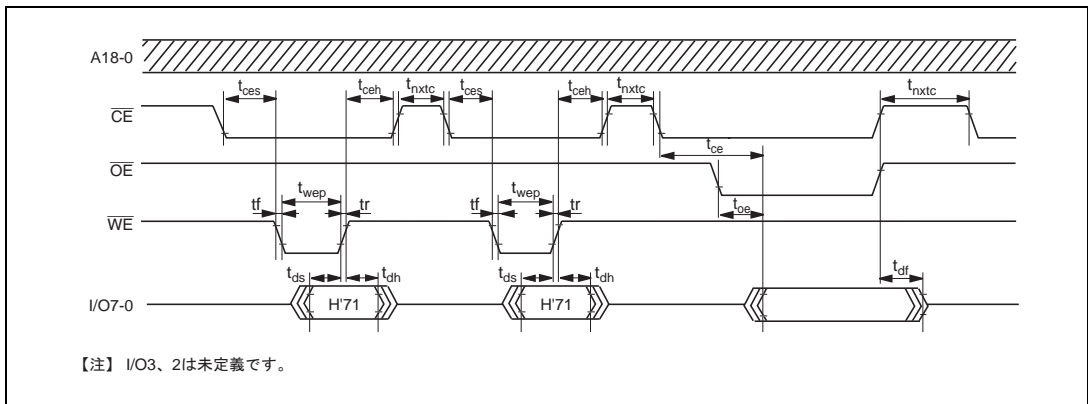 A18-0
tces tceh tnxtc tces tceh tnxtc tnxtc
CE
tce
OE
twep twep
tf tr tf tr toe
WE
tds tdh tds tdh tdf
I/O7-0 H'71 H'71
【注】 I/O3、2は未定義です。